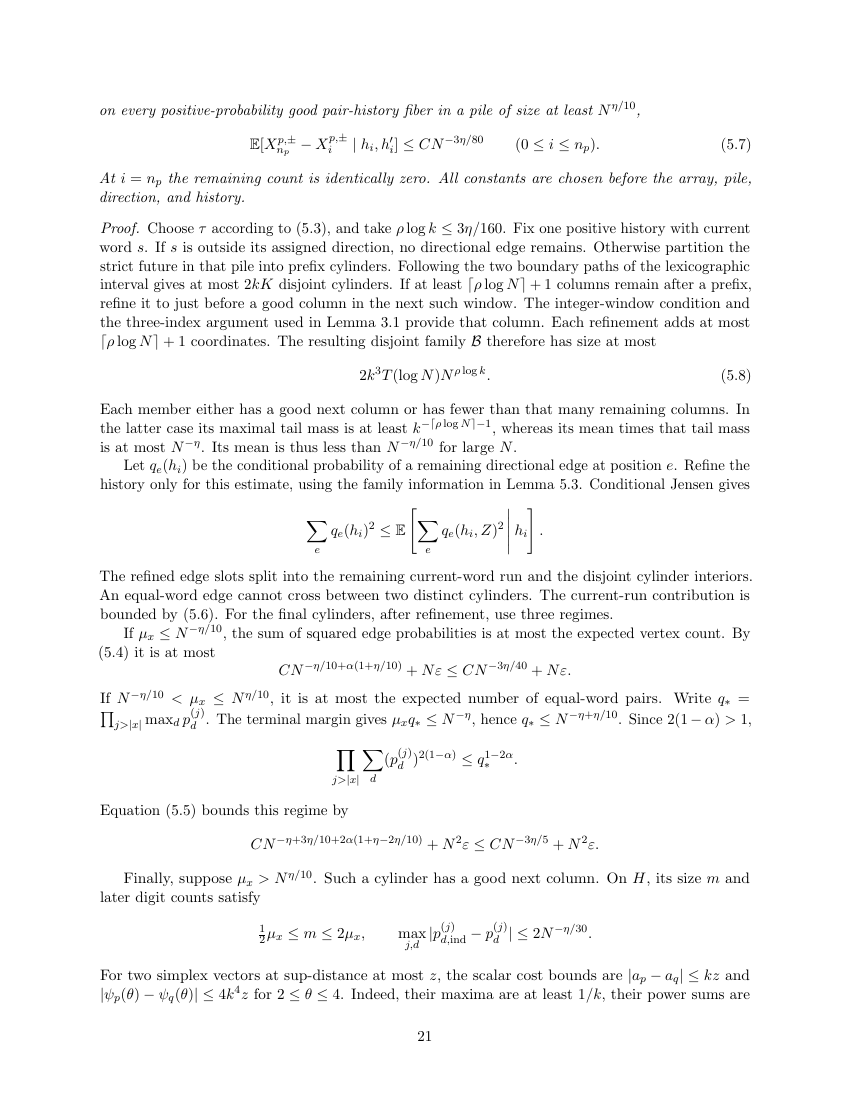 on every positive-probability good pair-history fiber in a pile of size at least N^{η/10},
E[X^{p,±}_{n_p} − X^{p,±}_i | h_i, h′_i] ≤ CN^{−3η/80} (0 ≤ i ≤ n_p). (5.7)
At i = n_p the remaining count is identically zero. All constants are chosen before the array, pile,
direction, and history.
Proof. Choose τ according to (5.3), and take ρ log k ≤ 3η/160. Fix one positive history with current
word s. If s is outside its assigned direction, no directional edge remains. Otherwise partition the
strict future in that pile into prefix cylinders. Following the two boundary paths of the lexicographic
interval gives at most 2kK disjoint cylinders. If at least ⌈ρ log N⌉ + 1 columns remain after a prefix,
refine it to just before a good column in the next such window. The integer-window condition and
the three-index argument used in Lemma 3.1 provide that column. Each refinement adds at most
⌈ρ log N⌉ + 1 coordinates. The resulting disjoint family ℬ therefore has size at most
2k³T(log N)N^{ρ log k}. (5.8)
Each member either has a good next column or has fewer than that many remaining columns. In
the latter case its maximal tail mass is at least k^{−⌈ρ log N⌉−1}, whereas its mean times that tail mass
is at most N^{−η}. Its mean is thus less than N^{−η/10} for large N.
Let q_e(h_i) be the conditional probability of a remaining directional edge at position e. Refine the
history only for this estimate, using the family information in Lemma 5.3. Conditional Jensen gives
∑_e q_e(h_i)² ≤ E[∑_e q_e(h_i, Z)² | h_i].
The refined edge slots split into the remaining current-word run and the disjoint cylinder interiors.
An equal-word edge cannot cross between two distinct cylinders. The current-run contribution is
bounded by (5.6). For the final cylinders, after refinement, use three regimes.
If μ_x ≤ N^{−η/10}, the sum of squared edge probabilities is at most the expected vertex count. By
(5.4) it is at most
CN^{−η/10+α(1+η/10)} + Nε ≤ CN^{−3η/40} + Nε.
If N^{−η/10} < μ_x ≤ N^{η/10}, it is at most the expected number of equal-word pairs. Write q_* =
∏_{j>|x|} max_d p_d^{(j)}. The terminal margin gives μ_x q_* ≤ N^{−η}, hence q_* ≤ N^{−η+η/10}. Since 2(1 − α) > 1,
∏_{j>|x|} ∑_d (p_d^{(j)})^{2(1−α)} ≤ q_*^{1−2α}.
Equation (5.5) bounds this regime by
CN^{−η+3η/10+2α(1+η−2η/10)} + N²ε ≤ CN^{−3η/5} + N²ε.
Finally, suppose μ_x > N^{η/10}. Such a cylinder has a good next column. On H, its size m and
later digit counts satisfy
½μ_x ≤ m ≤ 2μ_x, max_{j,d} |p_{d,ind}^{(j)} − p_d^{(j)}| ≤ 2N^{−η/30}.
For two simplex vectors at sup-distance at most z, the scalar cost bounds are |a_p − a_q| ≤ kz and
|ψ_p(θ) − ψ_q(θ)| ≤ 4k⁴z for 2 ≤ θ ≤ 4. Indeed, their maxima are at least 1/k, their power sums are
21